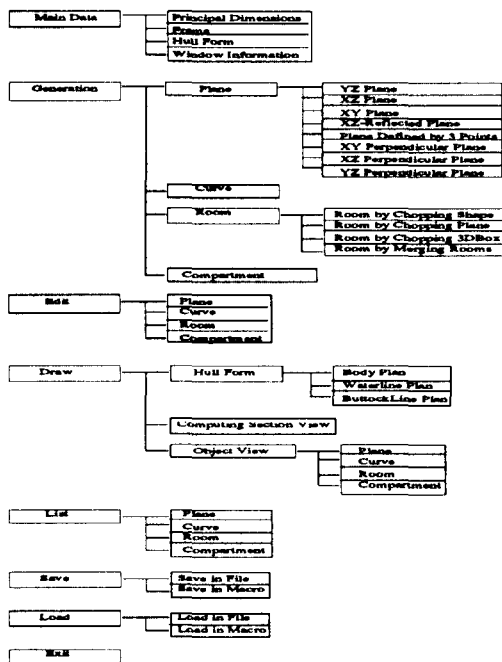 Main Data
Principal Dimensions
Frame
Hull Form
Window Information
Generation
Plane
YZ Plane
XZ Plane
XY Plane
XZ-Reflected Plane
Plane Defined by 3 Points
XY Perpendicular Plane
XZ Perpendicular Plane
YZ Perpendicular Plane
Curve
Room
Room by Chopping Shape
Room by Chopping Plane
Room by Chopping 3DBox
Room by Merging Rooms
Compartment
Edit
Plane
Curve
Room
Compartment
Draw
Hull Form
Body Plan
Waterline Plan
ButtockLine Plan
Computing Section View
Object View
Plane
Curve
Room
Compartment
List
Plane
Curve
Room
Compartment
Save
Save in File
Save in Macro
Load
Load in File
Load in Macro
Exit